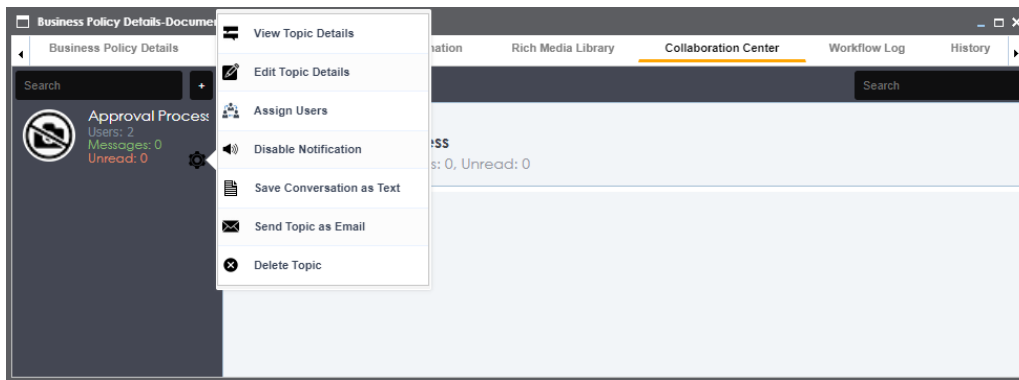 Business Policy Details-Docume
Business Policy Details
Rich Media Library
Collaboration Center
Workflow Log
History
Search
+
Search
Approval Process
Users: 2
Messages: 0
Unread: 0
View Topic Details
Edit Topic Details
Assign Users
Disable Notification
Save Conversation as Text
Send Topic as Email
Delete Topic
ess
s: 0, Unread: 0